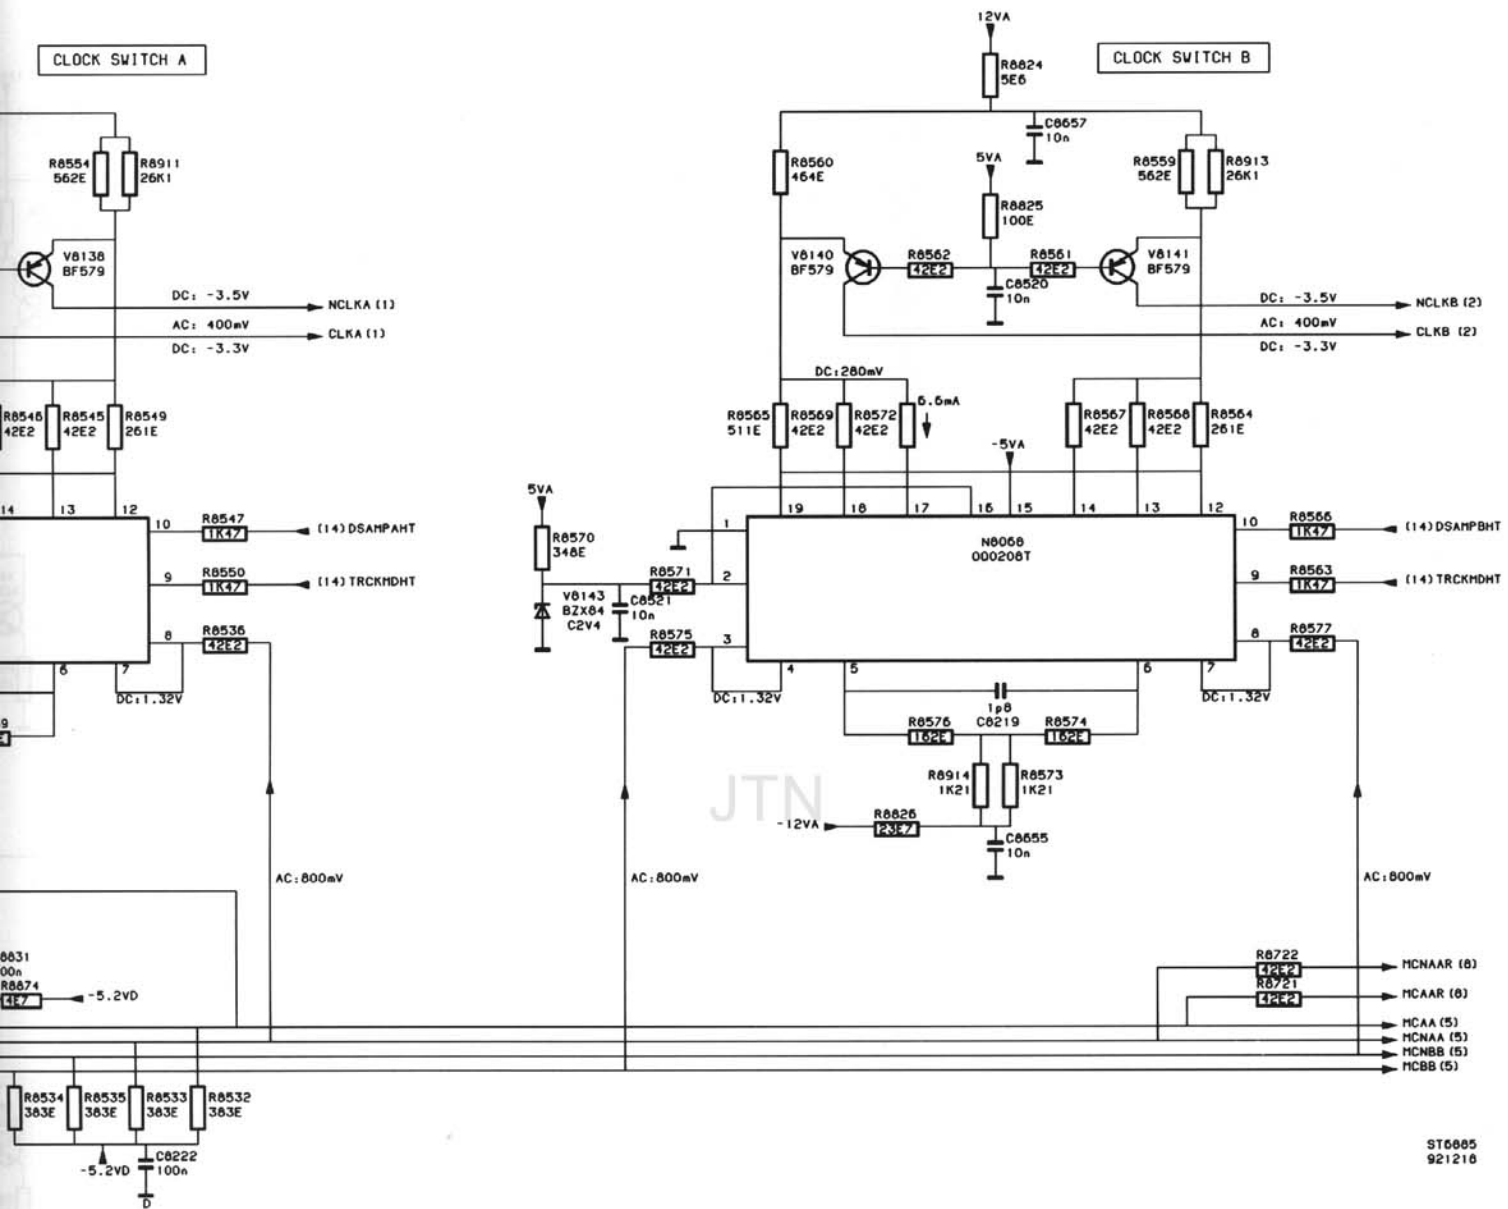 CLOCK SWITCH A
CLOCK SWITCH B
12VA
R8824
5E6
C8657
10n
R8554
562E
R8911
26K1
R8560
464E
5VA
R8825
100E
R8559
562E
R8913
26K1
V8138
BF579
V8140
BF579
R8562
42E2
R8561
42E2
V8141
BF579
C8520
10n
DC: -3.5V
NCLKA (1)
AC: 400mV
CLKA (1)
DC: -3.3V
DC: -3.5V
NCLKB (2)
AC: 400mV
CLKB (2)
DC: -3.3V
DC:280mV
R8546
42E2
R8545
42E2
R8549
261E
R8565
511E
R8569
42E2
R8572
42E2
6.6mA
-5VA
R8567
42E2
R8568
42E2
R8564
261E
14
13
12
10
R8547
1K47
(14) DSAMPAHT
9
R8550
1K47
(14) TRCKMDHT
8
R8536
42E2
6
7
DC:1.32V
5VA
R8570
348E
V8143
BZX84
C2V4
C8521
10n
R8571
42E2
R8575
42E2
1
2
3
19
18
17
16
15
14
13
12
N8068
OQ0208T
10
R8566
1K47
(14) DSAMPBHT
9
R8563
1K47
(14) TRCKMDHT
8
R8577
42E2
4
5
6
7
DC:1.32V
DC:1.32V
1p8
C8219
R8576
162E
R8574
162E
R8914
1K21
R8573
1K21
JTN
-12VA
R8826
23E7
C8655
10n
AC:800mV
AC:800mV
AC:800mV
8831
00n
R8874
4E7
-5.2VD
R8722
42E2
MCNAAR (8)
R8721
42E2
MCAAR (8)
MCAA (5)
MCNAA (5)
MCNBB (5)
MCBB (5)
R8534
383E
R8535
383E
R8533
383E
R8532
383E
-5.2VD
C8222
100n
D
ST6885
921218